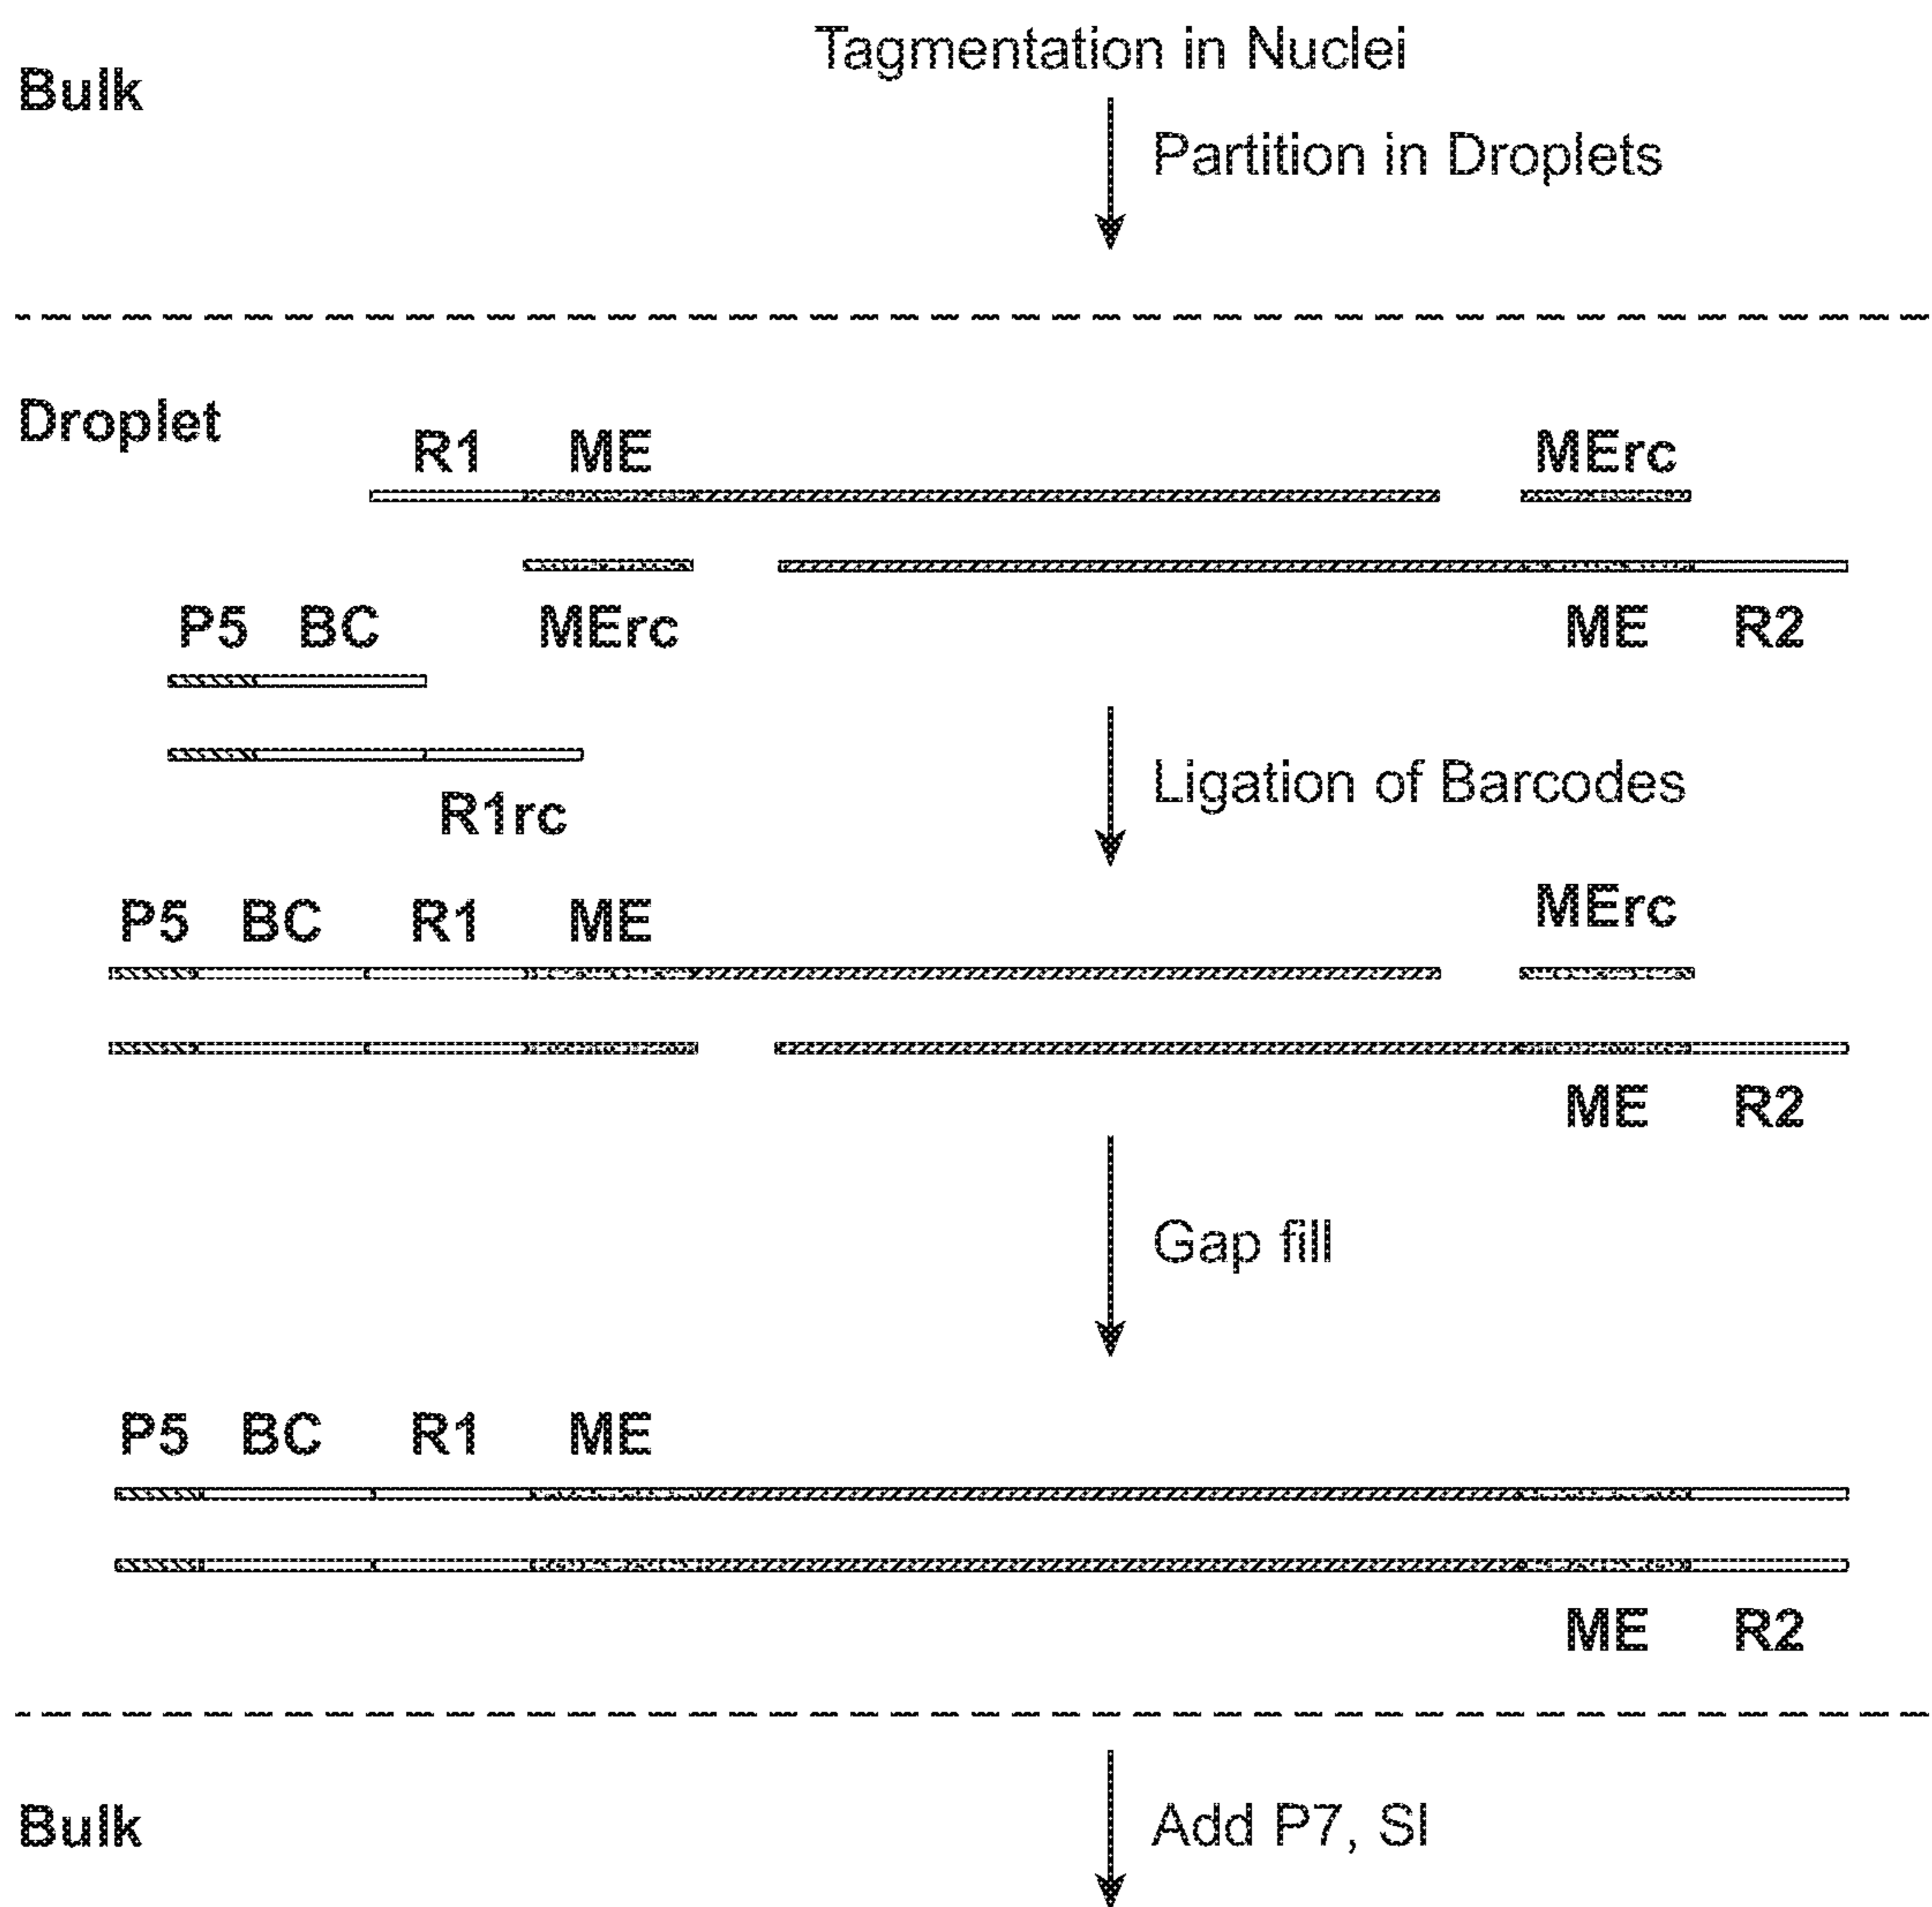 Tagmentation in Nuclei
Bulk
Partition in Droplets
Droplet
R1 ME MErc
P5 BC MErc ME R2
Ligation of Barcodes
R1rc
P5 BC R1 ME MErc
ME R2
Gap fill
P5 BC R1 ME
ME R2
Bulk
Add P7, SI